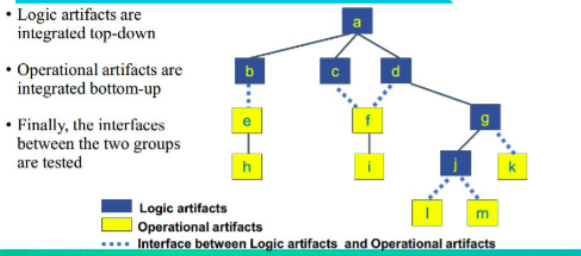 • Logic artifacts are
integrated top-down
• Operational artifacts are
integrated bottom-up
• Finally, the interfaces
between the two groups
are tested
a
b
c
d
e
f
g
h
i
j
k
l
m
Logic artifacts
Operational artifacts
Interface between Logic artifacts and Operational artifacts